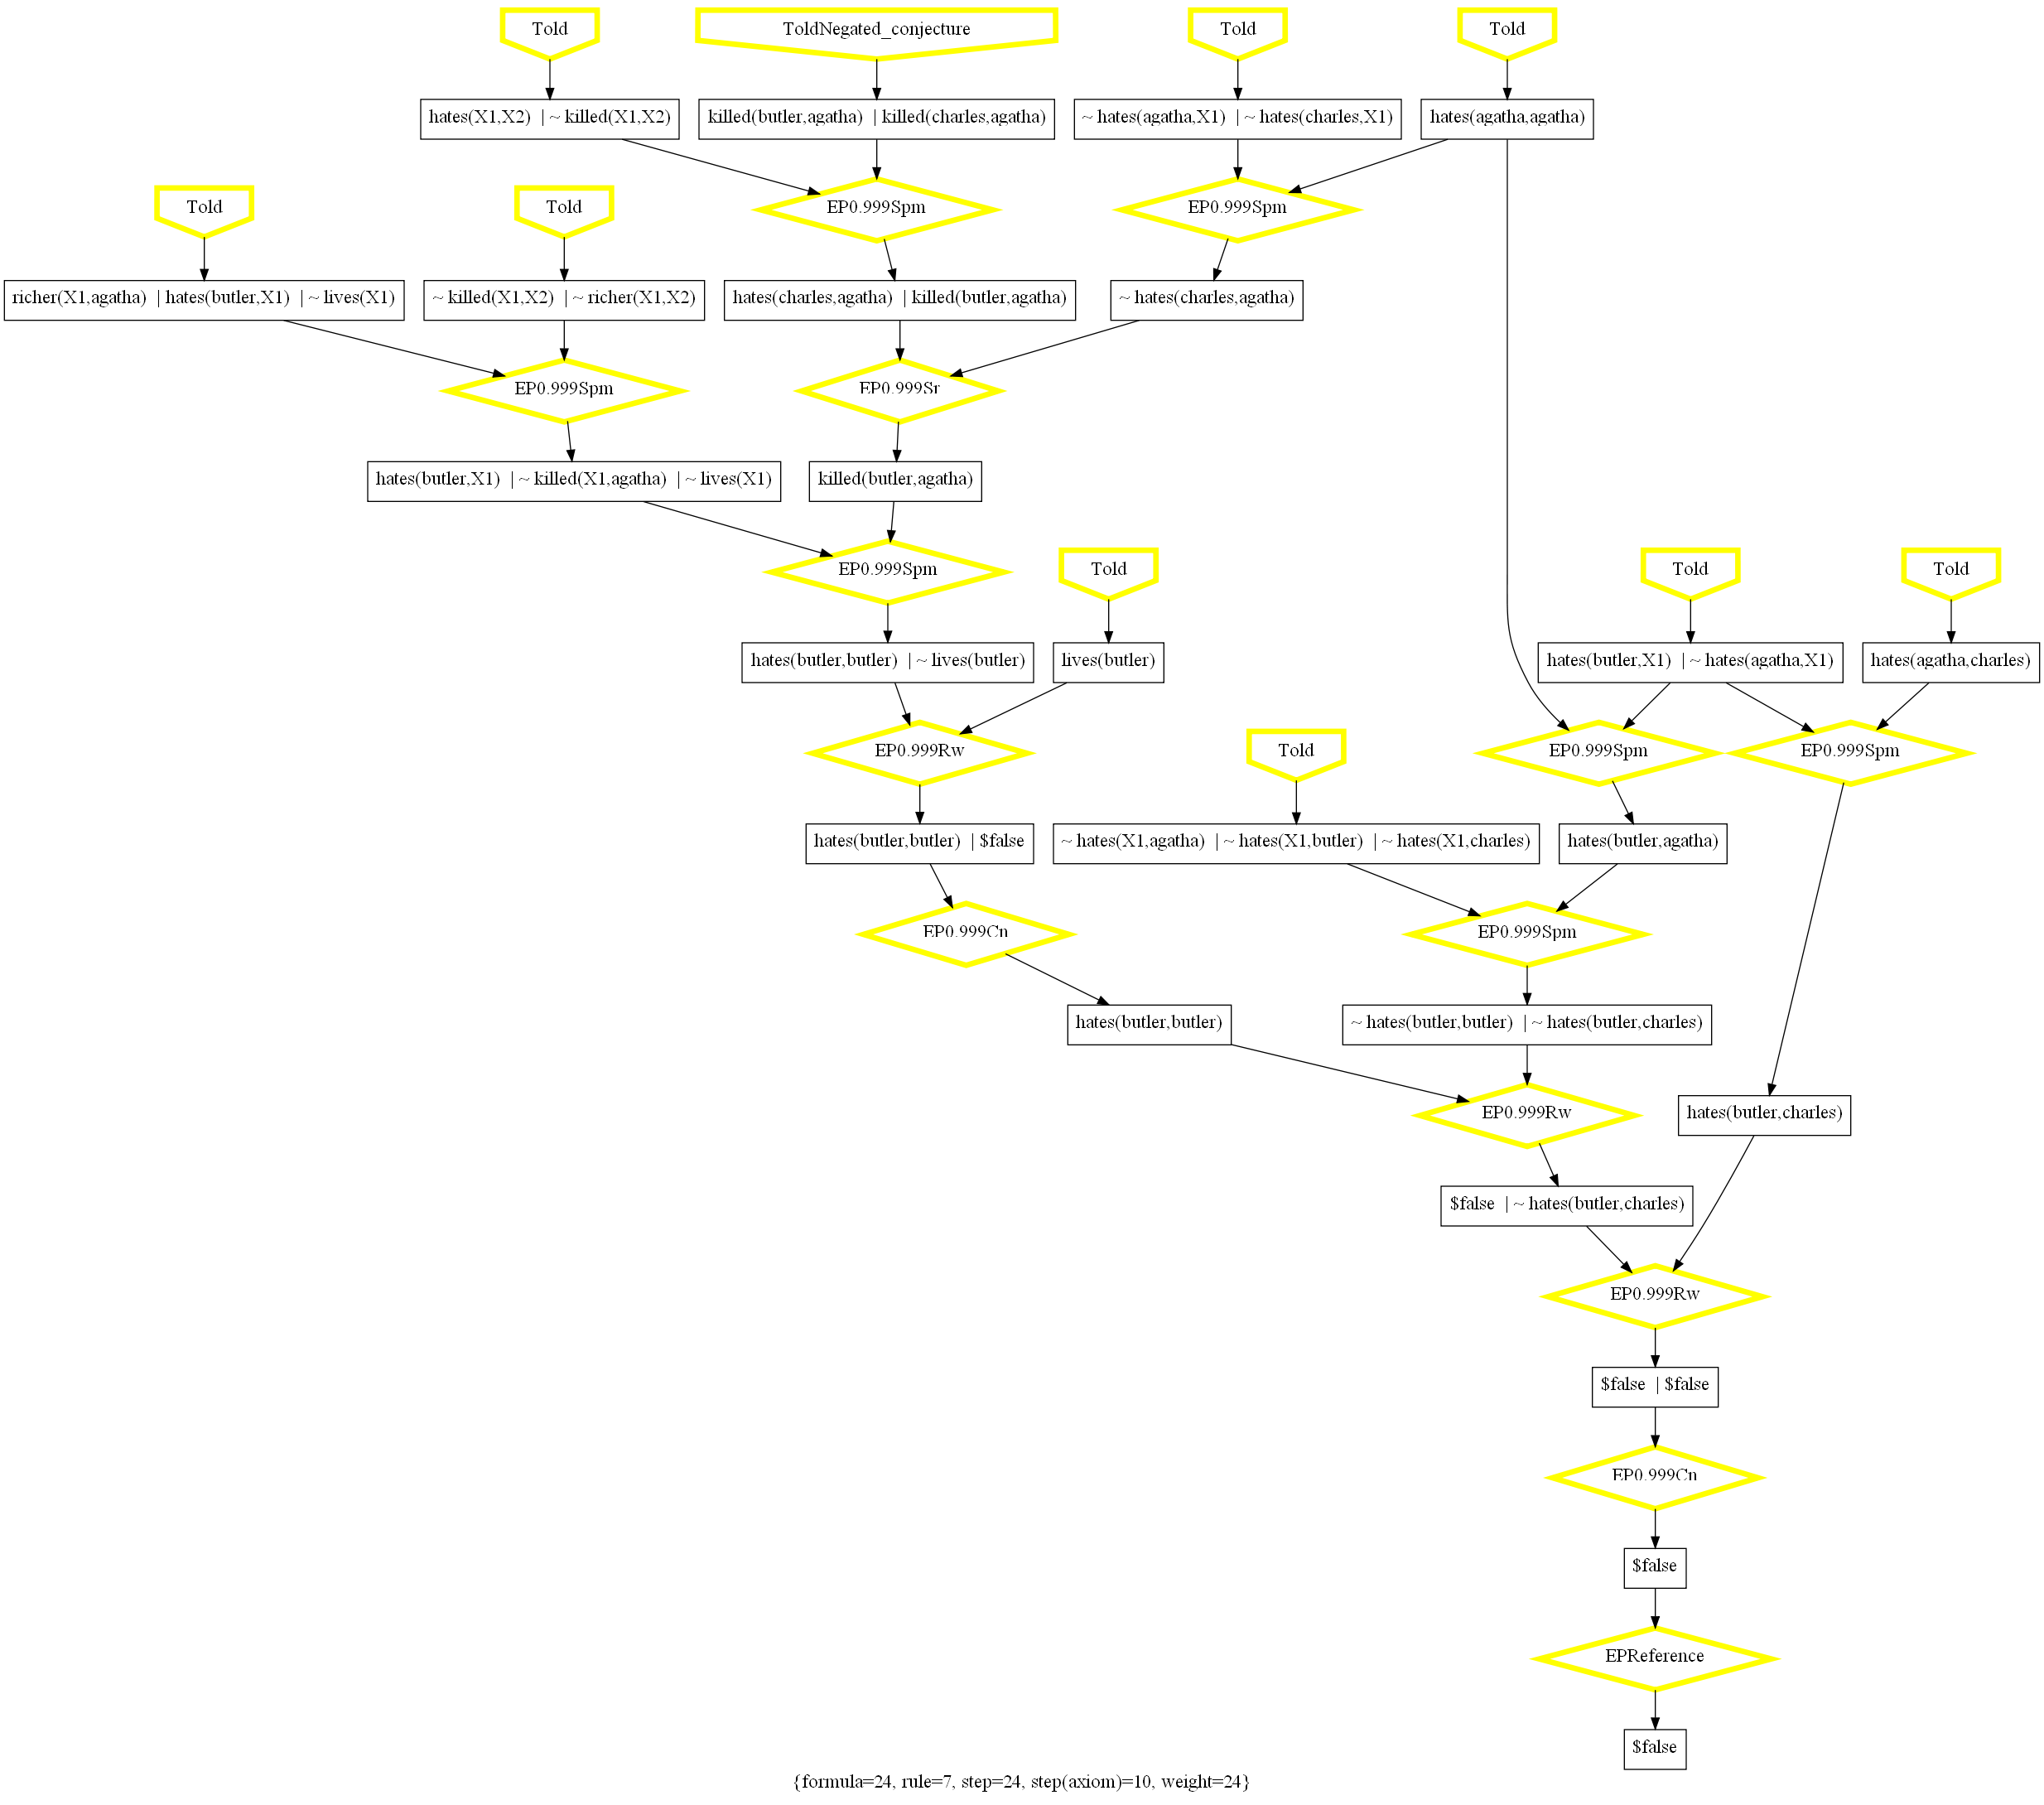 Told
ToldNegated_conjecture
Told
Told
hates(X1,X2) | ~ killed(X1,X2)
killed(butler,agatha) | killed(charles,agatha)
~ hates(agatha,X1) | ~ hates(charles,X1)
hates(agatha,agatha)
Told
Told
EP0.999Spm
EP0.999Spm
richer(X1,agatha) | hates(butler,X1) | ~ lives(X1)
~ killed(X1,X2) | ~ richer(X1,X2)
hates(charles,agatha) | killed(butler,agatha)
~ hates(charles,agatha)
EP0.999Spm
EP0.999Sr
hates(butler,X1) | ~ killed(X1,agatha) | ~ lives(X1)
killed(butler,agatha)
EP0.999Spm
Told
Told
Told
hates(butler,butler) | ~ lives(butler)
lives(butler)
hates(butler,X1) | ~ hates(agatha,X1)
hates(agatha,charles)
EP0.999Rw
Told
EP0.999Spm
EP0.999Spm
hates(butler,butler) | $false
~ hates(X1,agatha) | ~ hates(X1,butler) | ~ hates(X1,charles)
hates(butler,agatha)
EP0.999Cn
EP0.999Spm
hates(butler,butler)
~ hates(butler,butler) | ~ hates(butler,charles)
EP0.999Rw
hates(butler,charles)
$false | ~ hates(butler,charles)
EP0.999Rw
$false | $false
EP0.999Cn
$false
EPReference
$false
{formula=24, rule=7, step=24, step(axiom)=10, weight=24}